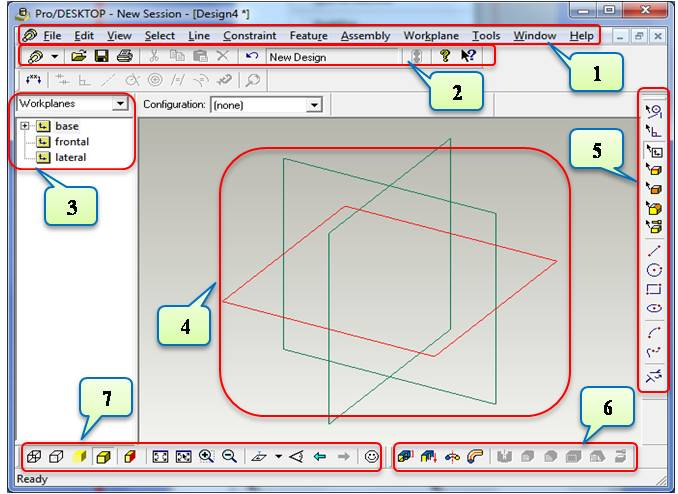 Pro/DESKTOP - New Session - [Design4 *]
File Edit View Select Line Constraint Feature Assembly Workplane Tools Window Help
New Design
1
2
Workplanes Configuration: (none)
base
frontal
lateral
3
5
4
7
6
Ready